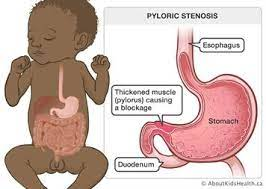 PYLORIC STENOSIS
Esophagus
Thickened muscle
(pylorus) causing
a blockage
Stomach
Duodenum
© AboutKidsHealth.ca